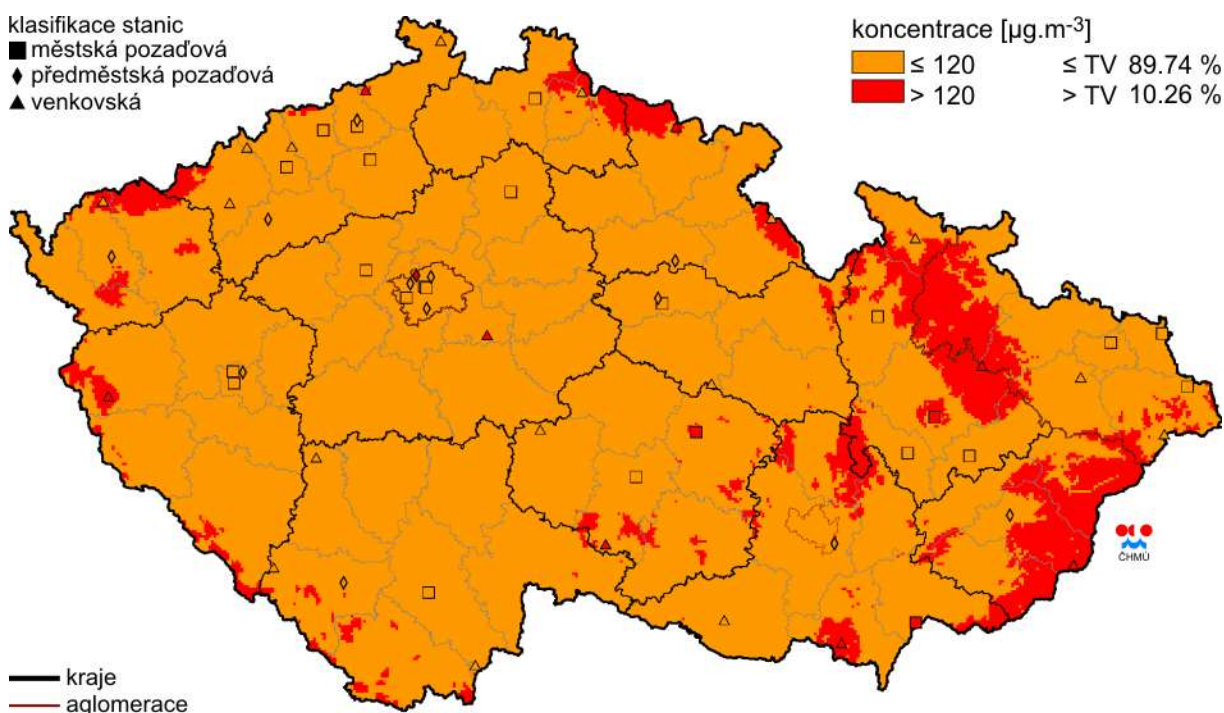 klasifikace stanic
městská pozaďová
předměstská pozaďová
venkovská
koncentrace [µg.m-3]
≤ 120 ≤ TV 89.74 %
> 120 > TV 10.26 %
ČHMÚ
kraje
aglomerace